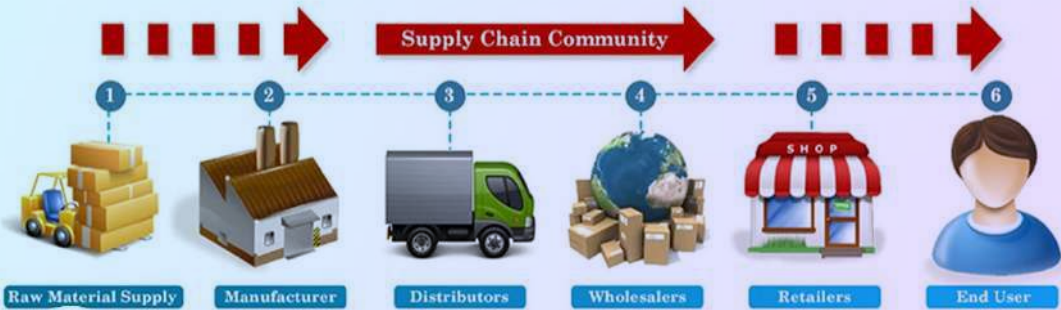 Supply Chain Community
1 2 3 4 5 6
SHOP
Raw Material Supply Manufacturer Distributors Wholesalers Retailers End User